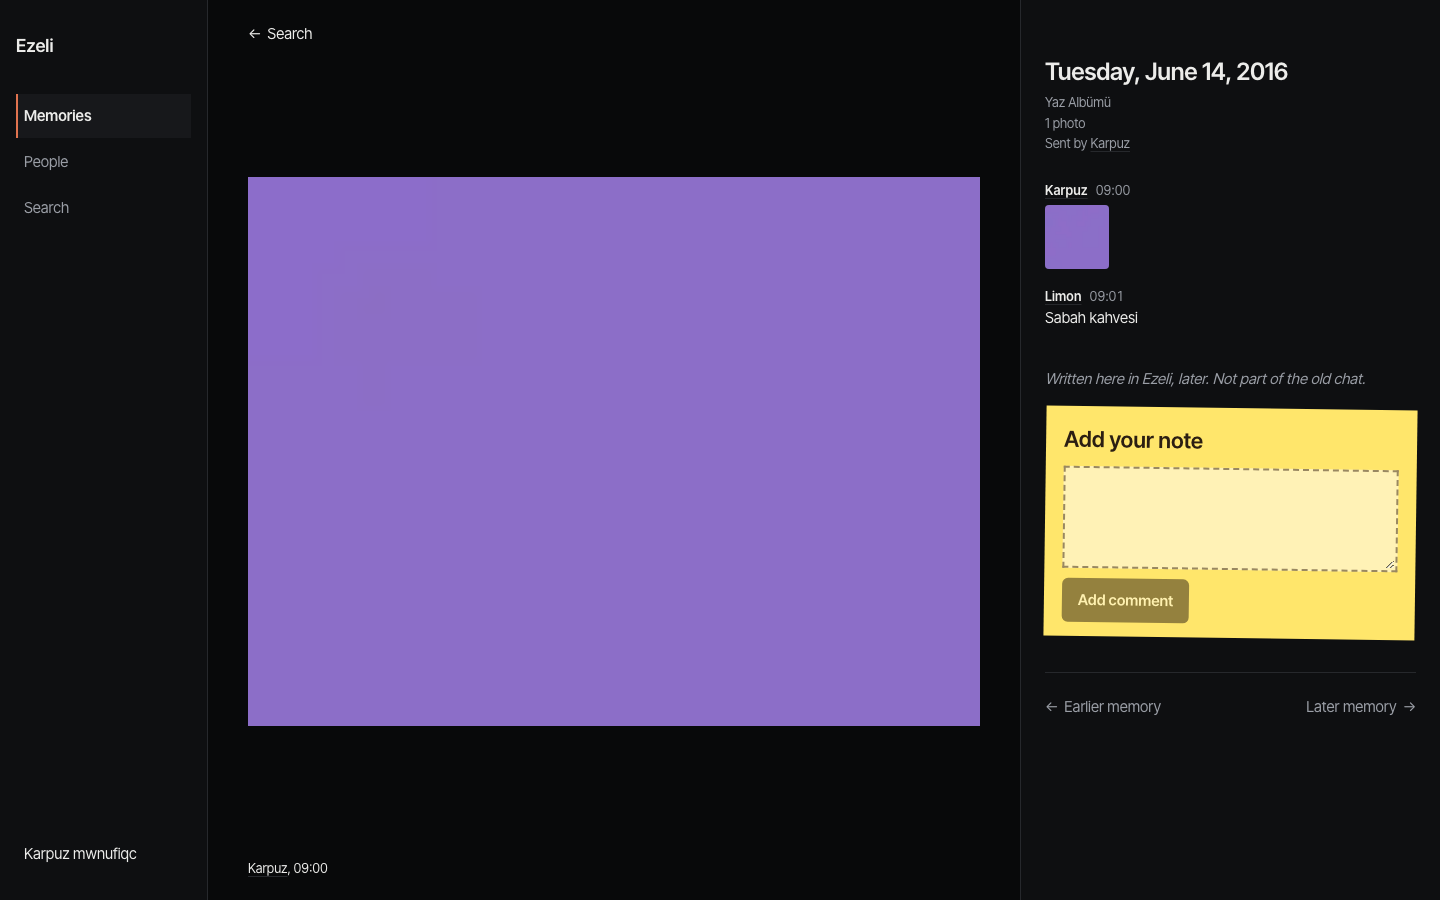 Ezeli
Memories
People
Search
Karpuz mwnufiqc
← Search
Karpuz, 09:00
Tuesday, June 14, 2016
Yaz Albümü
1 photo
Sent by Karpuz
Karpuz 09:00
Limon 09:01
Sabah kahvesi
Written here in Ezeli, later. Not part of the old chat.
Add your note
Add comment
← Earlier memory
Later memory →